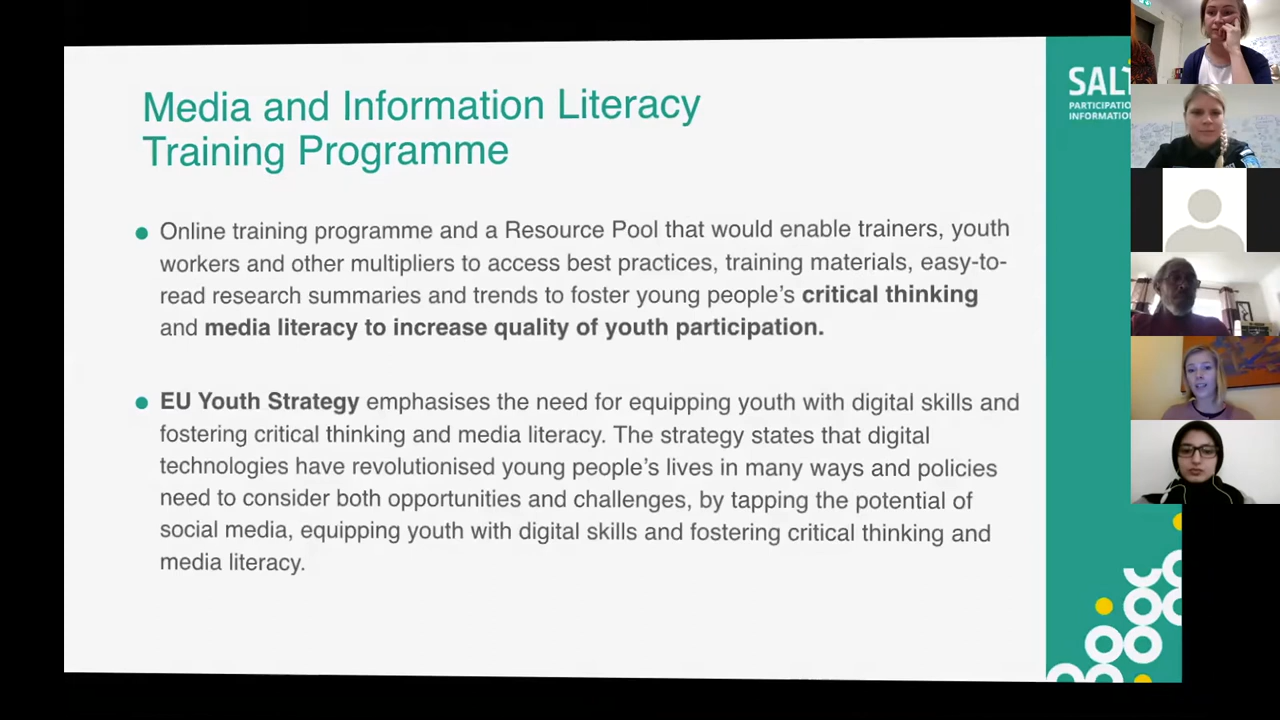 Media and Information Literacy
Training Programme
Online training programme and a Resource Pool that would enable trainers, youth
workers and other multipliers to access best practices, training materials, easy-to-
read research summaries and trends to foster young people's critical thinking
and media literacy to increase quality of youth participation.
EU Youth Strategy emphasises the need for equipping youth with digital skills and
fostering critical thinking and media literacy. The strategy states that digital
technologies have revolutionised young people's lives in many ways and policies
need to consider both opportunities and challenges, by tapping the potential of
social media, equipping youth with digital skills and fostering critical thinking and
media literacy.
SALT
PARTICIPATIO
INFORMATION